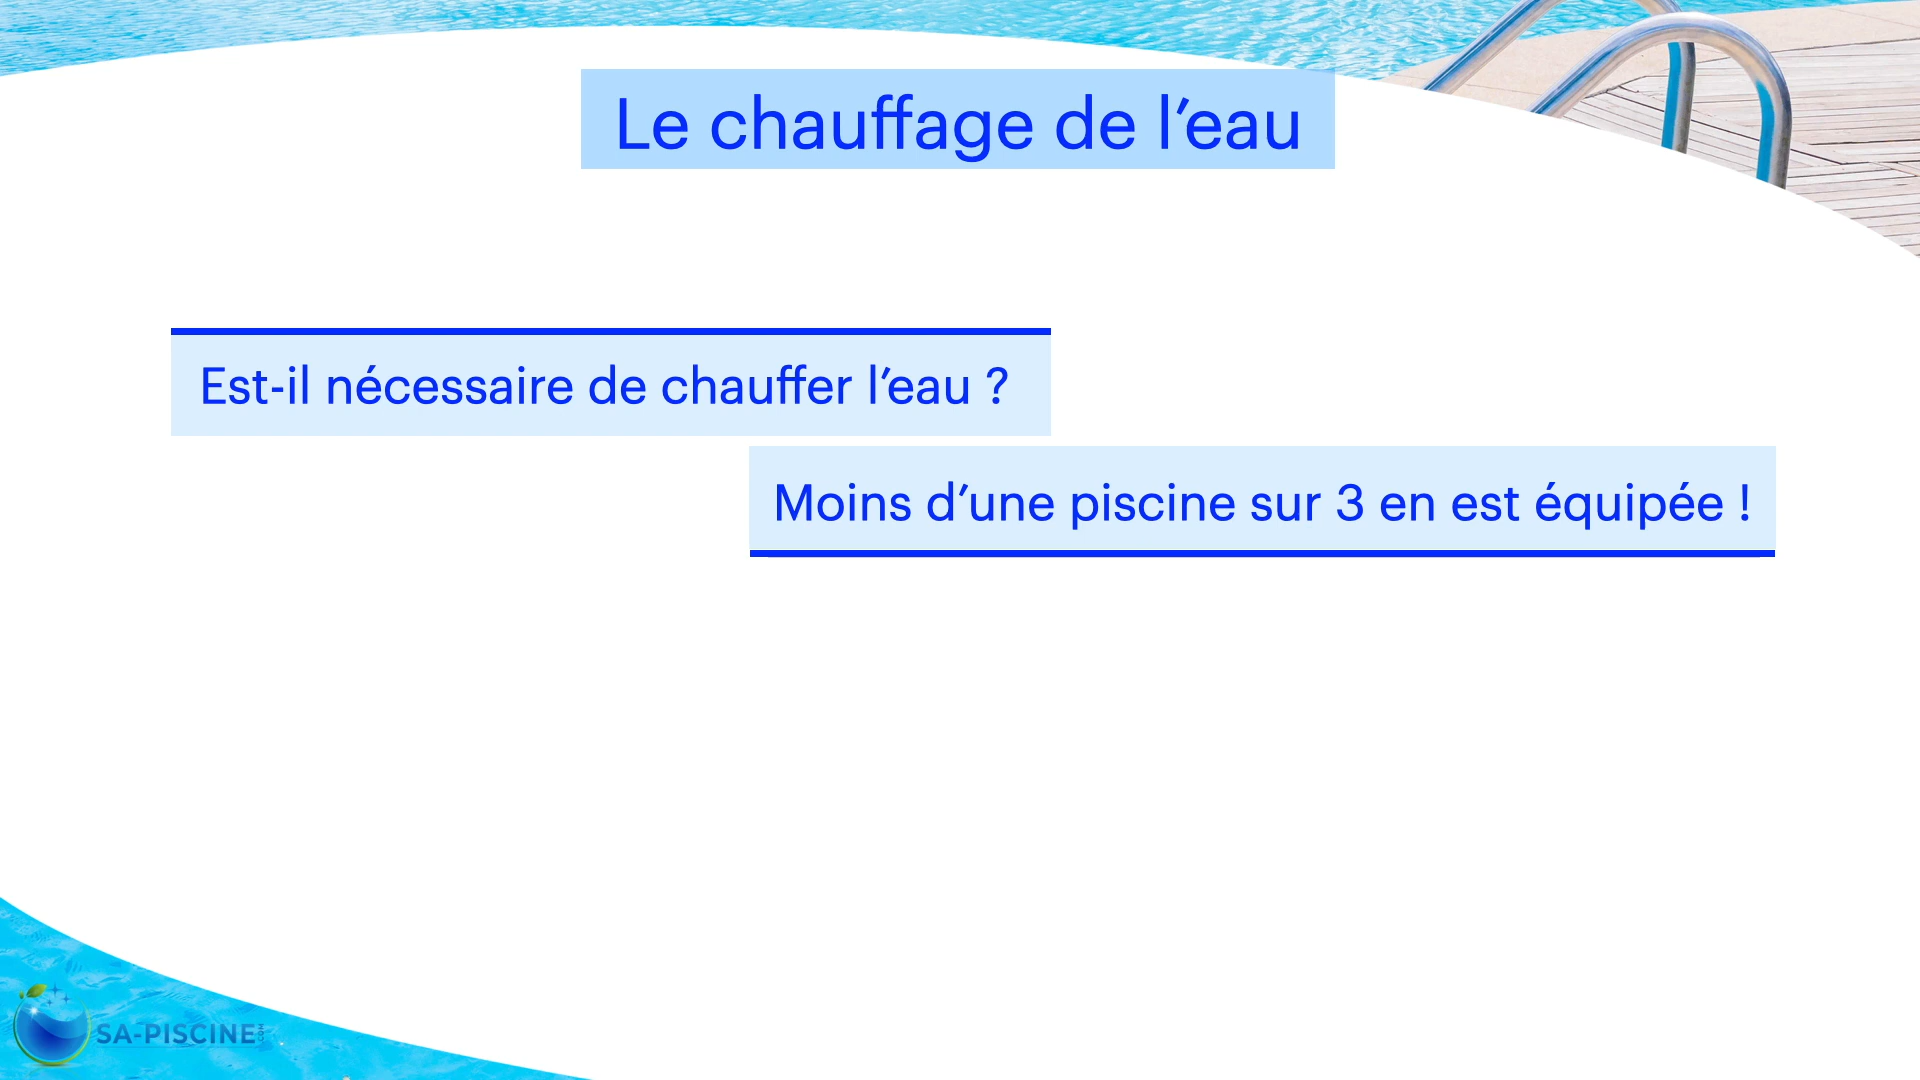 Le chauffage de l’eau
Est-il nécessaire de chauffer l’eau ?
Moins d’une piscine sur 3 en est équipée !
SA-PISCINE.COM